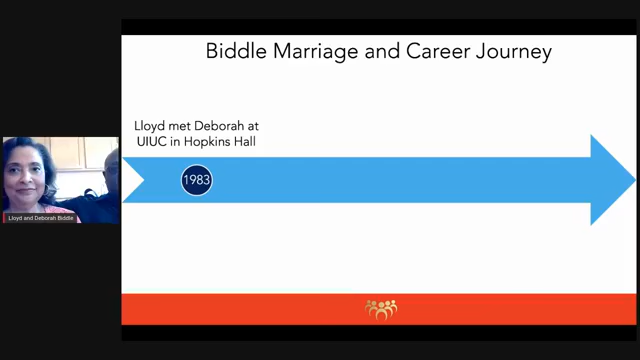 Biddle Marriage and Career Journey
Lloyd met Deborah at
UIUC in Hopkins Hall
1983
Lloyd and Deborah Biddle